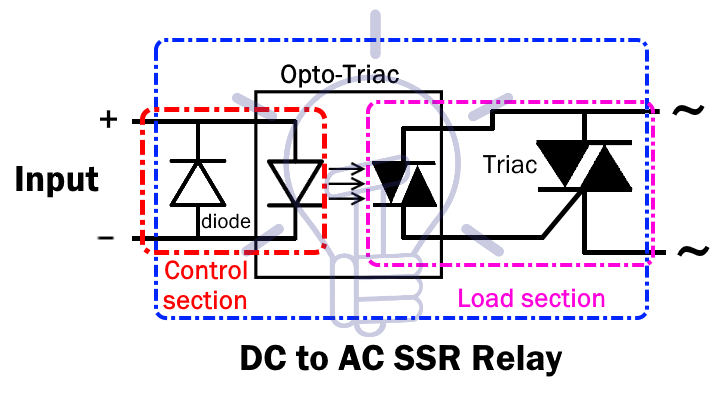 Opto-Triac
+
~
Input
Triac
diode
−
~
Control
section
Load section
DC to AC SSR Relay